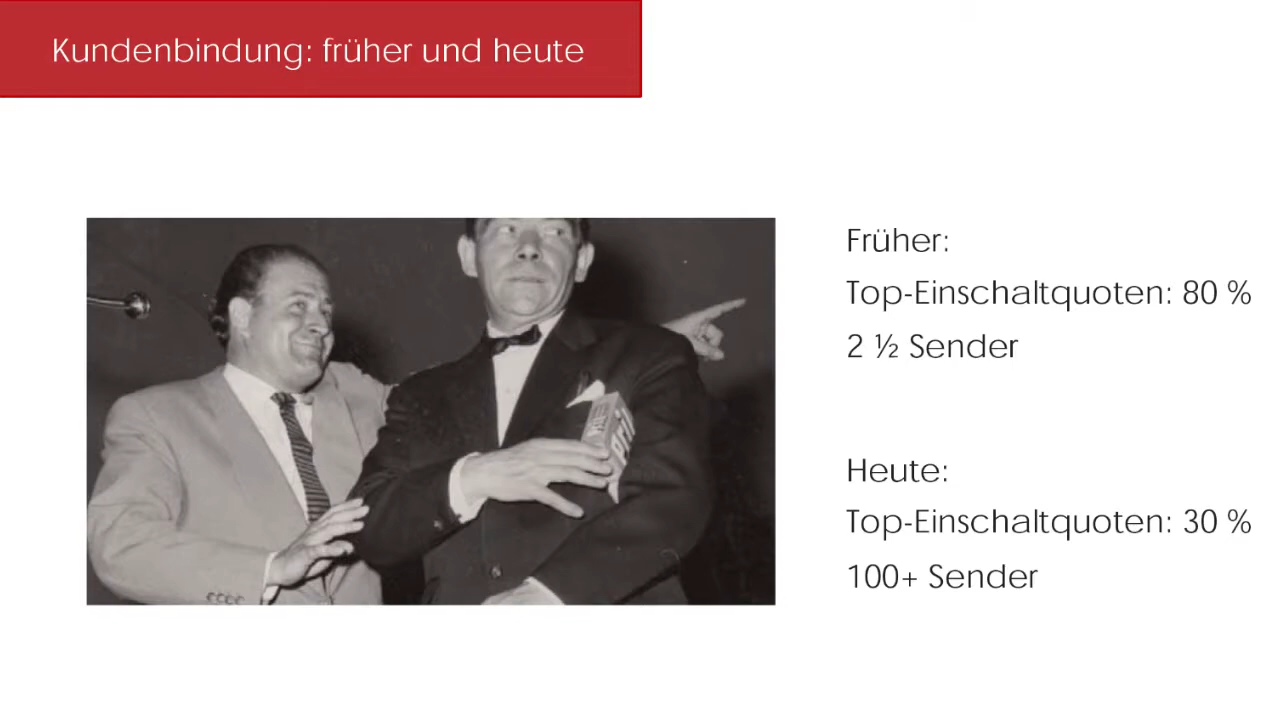 Kundenbindung: früher und heute
Früher:
Top-Einschaltquoten: 80 %
2 ½ Sender
Heute:
Top-Einschaltquoten: 30 %
100+ Sender